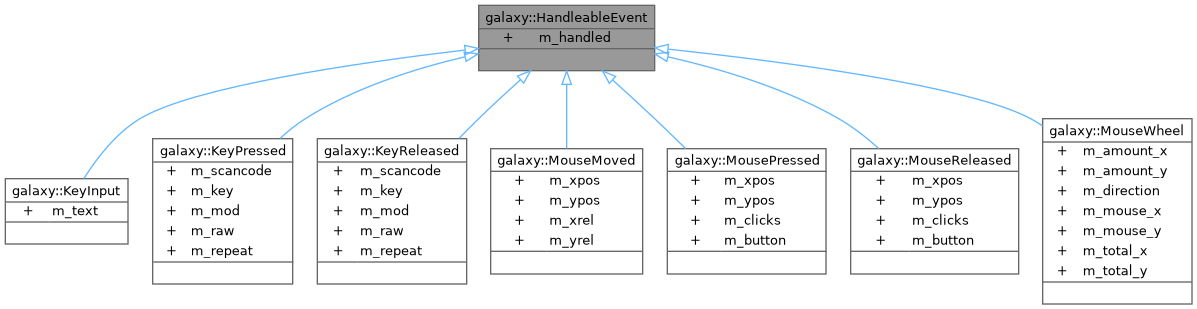 galaxy::HandleableEvent
+ m_handled
galaxy::KeyInput
+ m_text
galaxy::KeyPressed
+ m_scancode
+ m_key
+ m_mod
+ m_raw
+ m_repeat
galaxy::KeyReleased
+ m_scancode
+ m_key
+ m_mod
+ m_raw
+ m_repeat
galaxy::MouseMoved
+ m_xpos
+ m_ypos
+ m_xrel
+ m_yrel
galaxy::MousePressed
+ m_xpos
+ m_ypos
+ m_clicks
+ m_button
galaxy::MouseReleased
+ m_xpos
+ m_ypos
+ m_clicks
+ m_button
galaxy::MouseWheel
+ m_amount_x
+ m_amount_y
+ m_direction
+ m_mouse_x
+ m_mouse_y
+ m_total_x
+ m_total_y